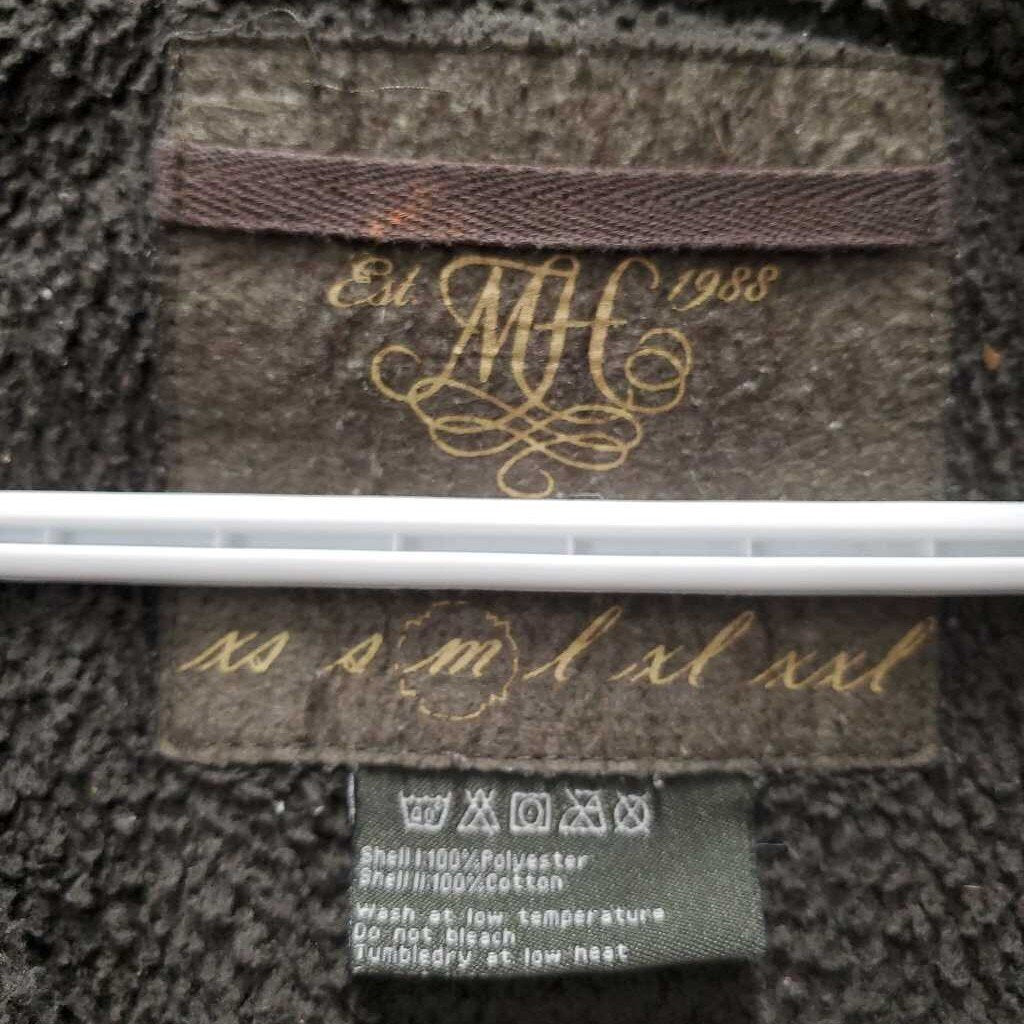 Est. MH 1988
xs s m l xl xxl
40
Shell I:100%Polyester
Shell II:100%Cotton
Wash at low temperature
Do not bleach
Tumbledry at low heat